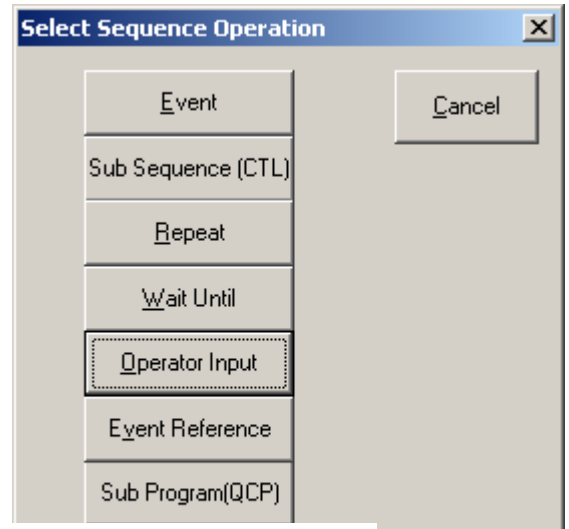 Select Sequence Operation
Event
Cancel
Sub Sequence (CTL)
Repeat
Wait Until
Operator Input
Event Reference
Sub Program(QCP)